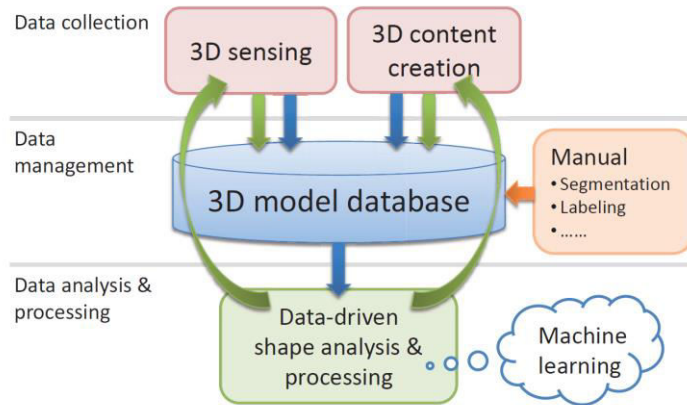 Data collection
3D sensing
3D content
creation
Data
management
3D model database
Manual
• Segmentation
• Labeling
• ......
Data analysis &
processing
Data-driven
shape analysis &
processing
Machine
learning